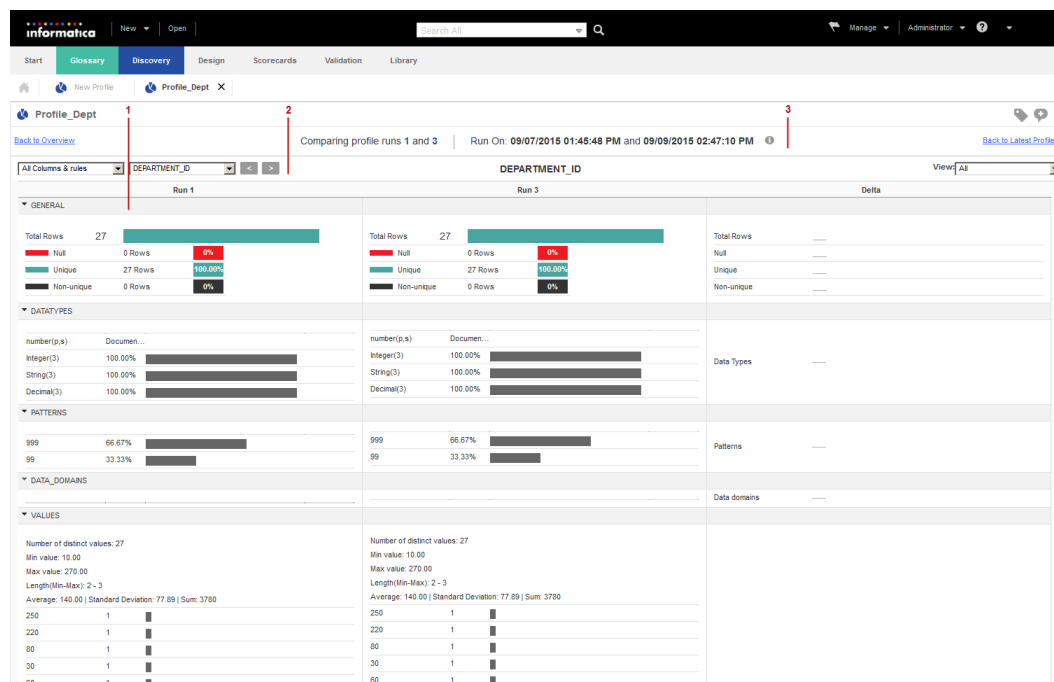 informatica New Open Search All Manage Administrator ?
Start Glossary Discovery Design Scorecards Validation Library
New Profile Profile_Dept X
Profile_Dept 1 2 3
Back to Overview Comparing profile runs 1 and 3 Run On: 09/07/2015 01:45:48 PM and 09/09/2015 02:47:10 PM Back to Latest Profile
All Columns & rules DEPARTMENT_ID < > DEPARTMENT_ID View: All
Run 1 Run 3 Delta
GENERAL
Total Rows 27 Total Rows 27 Total Rows
Null 0 Rows 0% Null 0 Rows 0% Null
Unique 27 Rows 100.00% Unique 27 Rows 100.00% Unique
Non-unique 0 Rows 0% Non-unique 0 Rows 0% Non-unique
DATATYPES
number(p,s) Documen... number(p,s) Documen...
Integer(3) 100.00% Integer(3) 100.00% Data Types
String(3) 100.00% String(3) 100.00%
Decimal(3) 100.00% Decimal(3) 100.00%
PATTERNS
999 66.67% 999 66.67% Patterns
99 33.33% 99 33.33%
DATA_DOMAINS
Data domains
VALUES
Number of distinct values: 27 Number of distinct values: 27
Min value: 10.00 Min value: 10.00
Max value: 270.00 Max value: 270.00
Length(Min-Max): 2 - 3 Length(Min-Max): 2 - 3
Average: 140.00 | Standard Deviation: 77.89 | Sum: 3780 Average: 140.00 | Standard Deviation: 77.89 | Sum: 3780
250 1 250 1
220 1 220 1
80 1 80 1
30 1 30 1
60 1 60 1